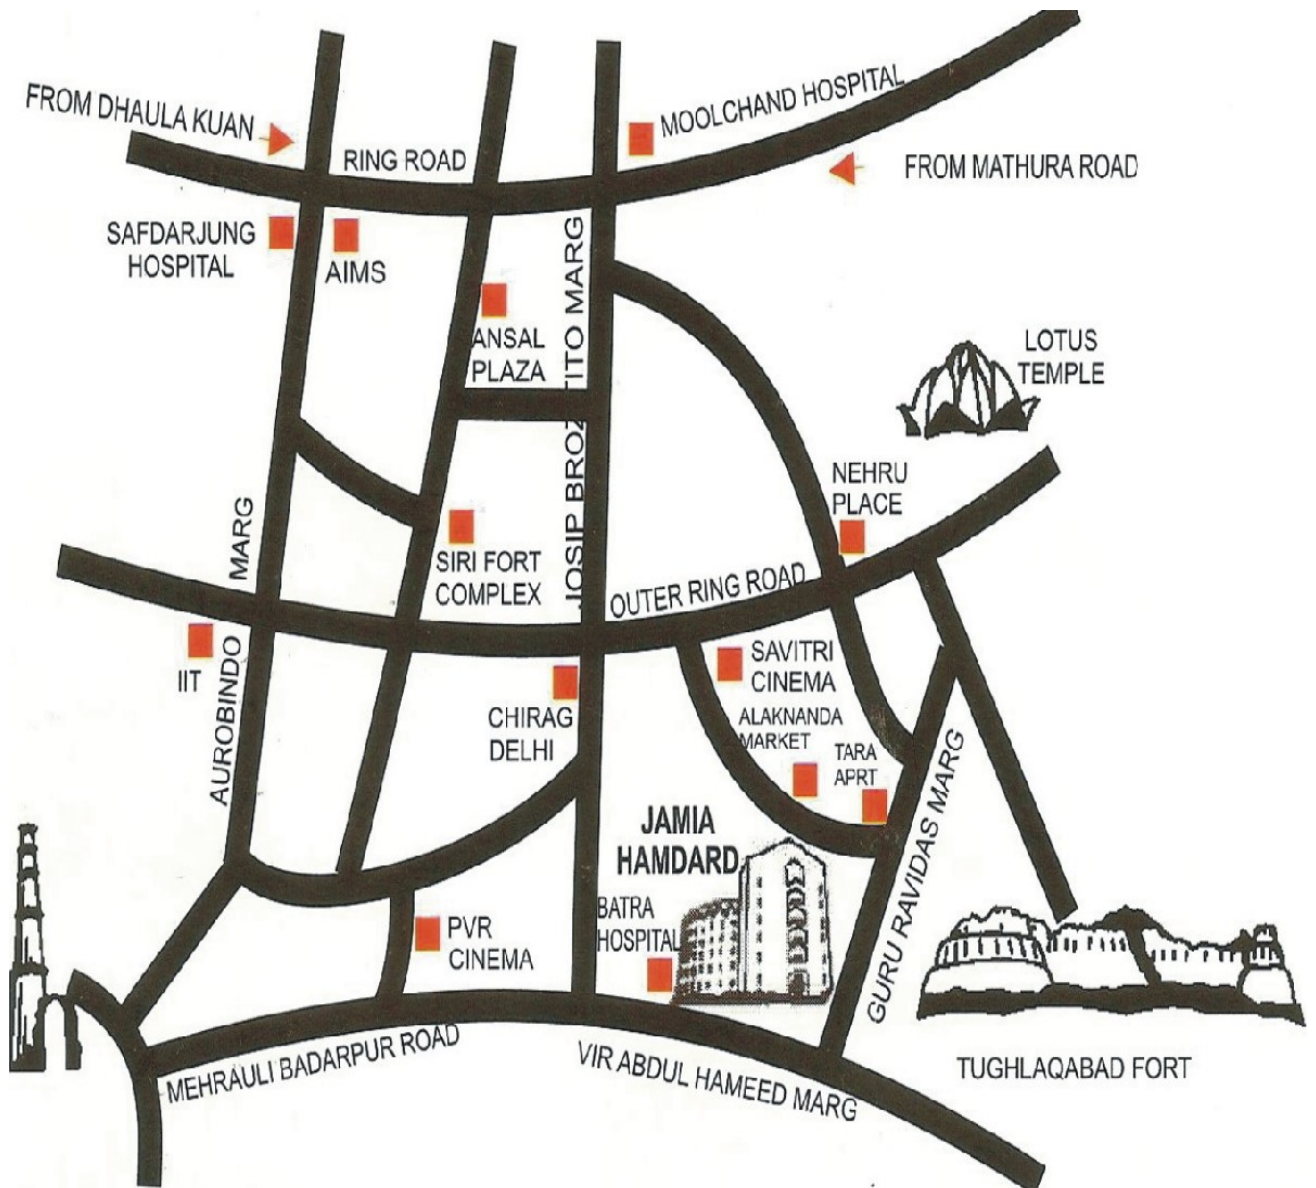 FROM DHAULA KUAN
RING ROAD
MOOLCHAND HOSPITAL
FROM MATHURA ROAD
SAFDARJUNG
HOSPITAL
AIMS
ANSAL
PLAZA
JOSIP BROZ TITO MARG
LOTUS
TEMPLE
NEHRU
PLACE
SIRI FORT
COMPLEX
OUTER RING ROAD
AUROBINDO MARG
IIT
CHIRAG
DELHI
SAVITRI
CINEMA
ALAKNANDA
MARKET
TARA
APRT
JAMIA
HAMDARD
GURU RAVIDAS MARG
BATRA
HOSPITAL
PVR
CINEMA
MEHRAULI BADARPUR ROAD
VIR ABDUL HAMEED MARG
TUGHLAQABAD FORT